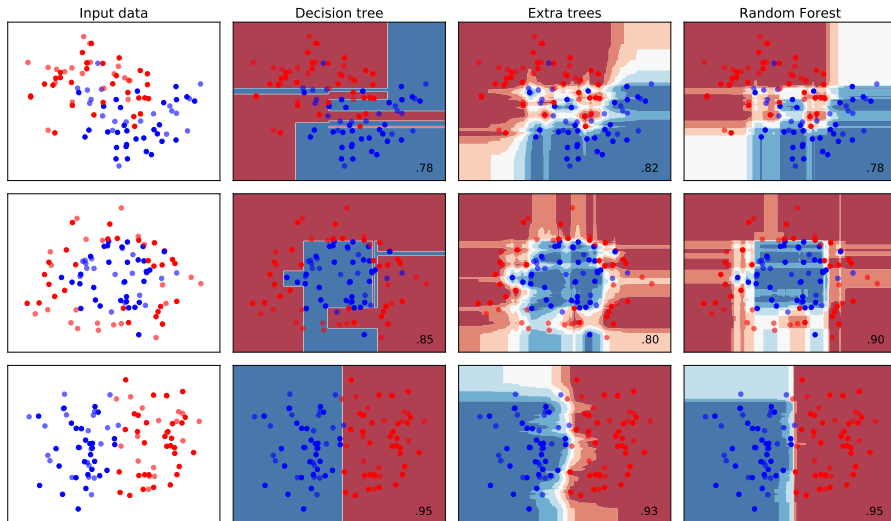 Input data
Decision tree
Extra trees
Random Forest
.78
.82
.78
.85
.80
.90
.95
.93
.95